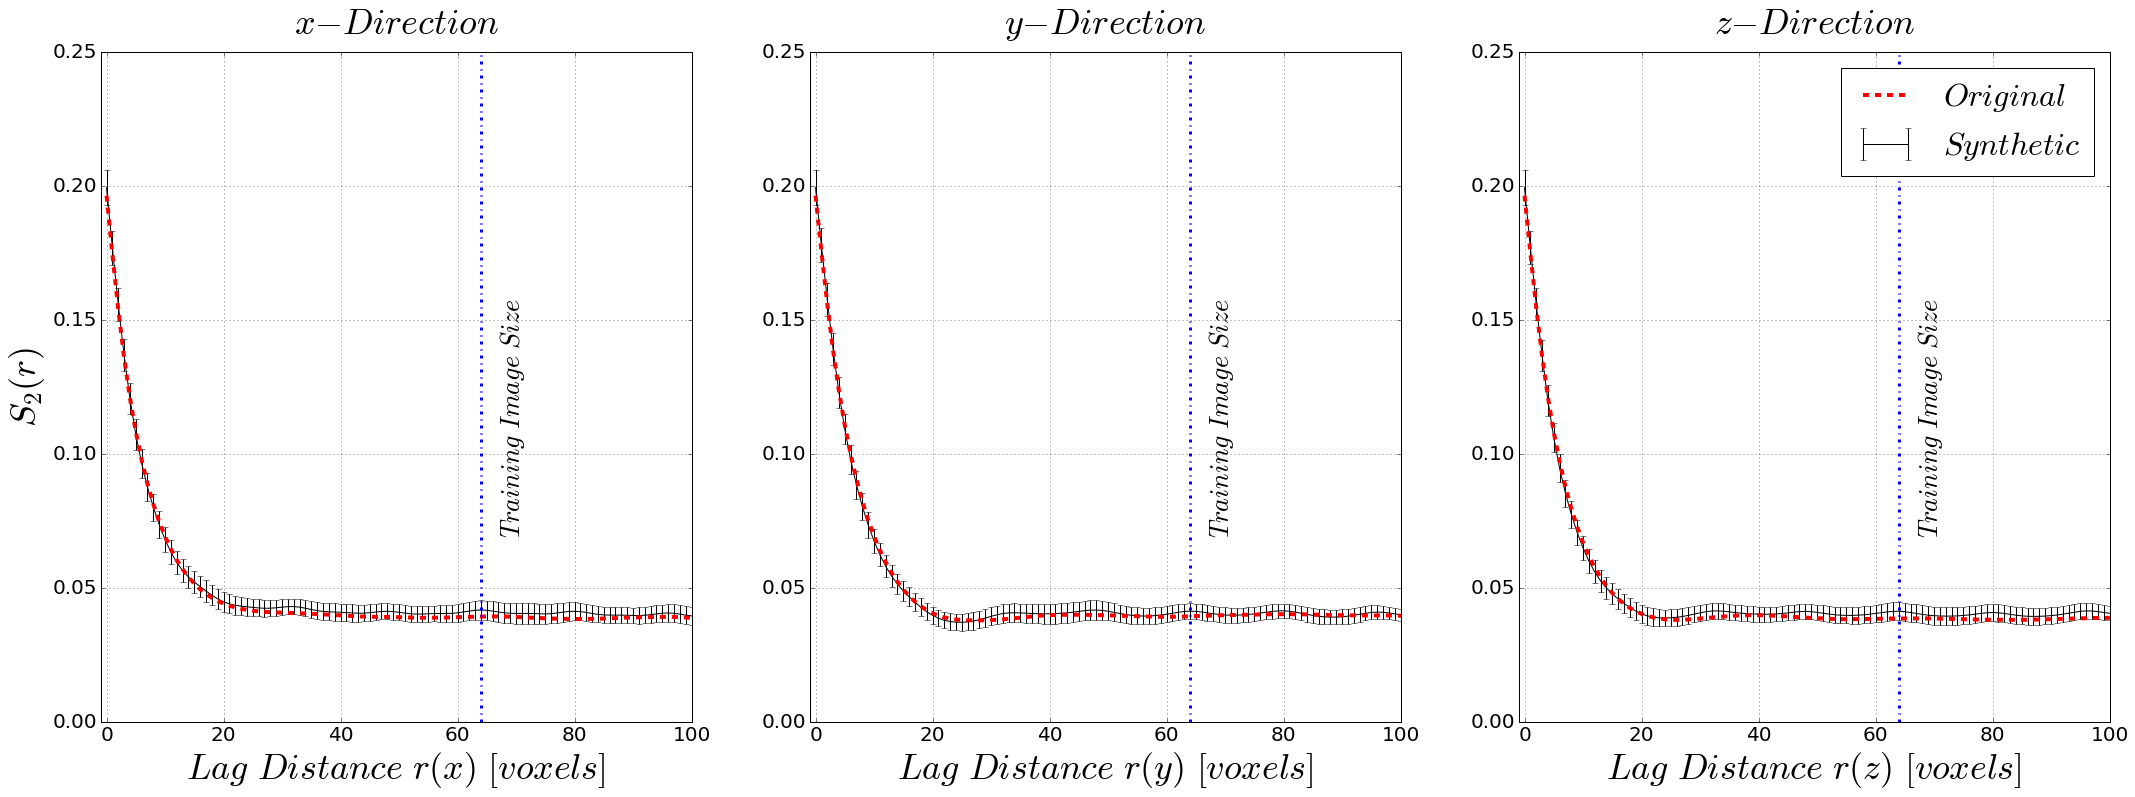 x−Direction
y−Direction
z−Direction
S₂(r)
0.25
0.20
0.15
0.10
0.05
0.00
Training Image Size
0 20 40 60 80 100
Lag Distance r(x) [voxels]
0.25
0.20
0.15
0.10
0.05
0.00
Training Image Size
0 20 40 60 80 100
Lag Distance r(y) [voxels]
0.25
0.20
0.15
0.10
0.05
0.00
Original
Synthetic
Training Image Size
0 20 40 60 80 100
Lag Distance r(z) [voxels]